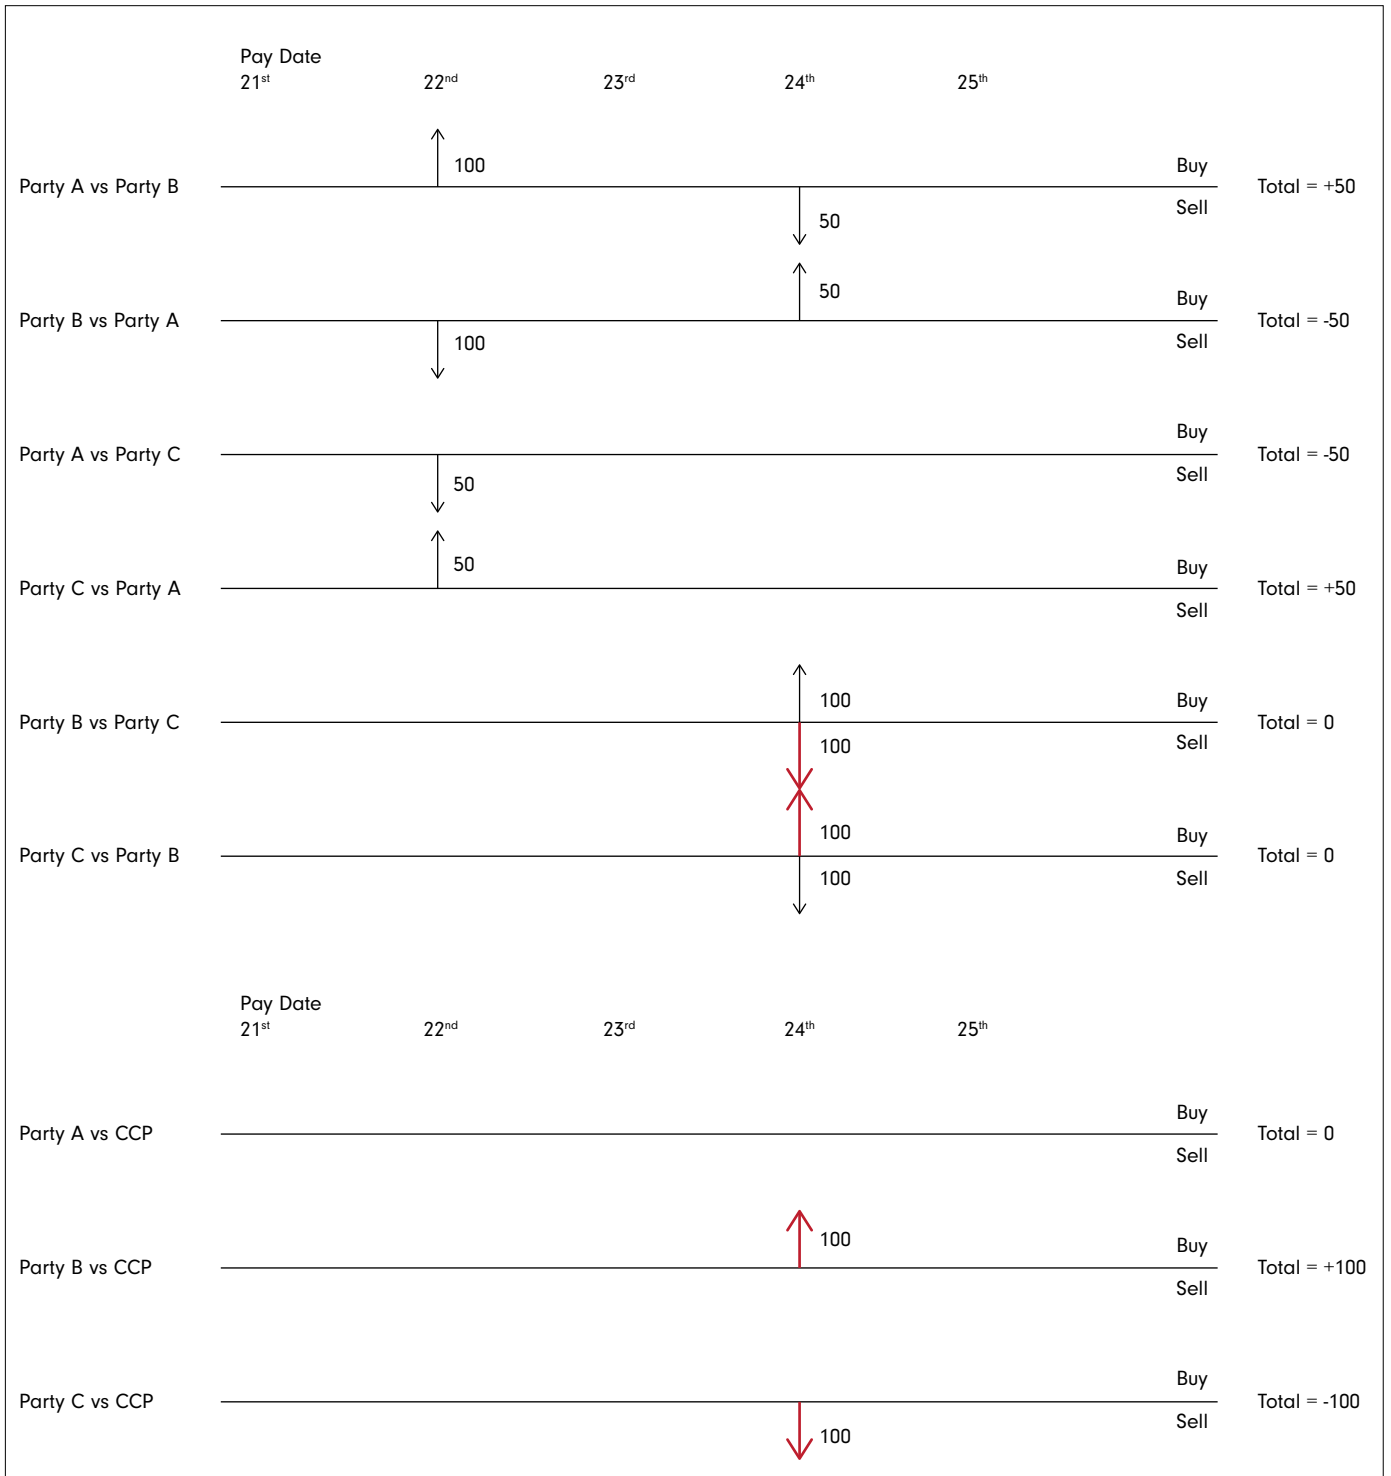 Pay Date
21st 22nd 23rd 24th 25th
100
Buy
Party A vs Party B
Total = +50
Sell
50
50
Buy
Party B vs Party A
Total = -50
Sell
100
Buy
Party A vs Party C
Total = -50
Sell
50
50
Buy
Party C vs Party A
Total = +50
Sell
100
Buy
Party B vs Party C
Total = 0
Sell
100
100
Buy
Party C vs Party B
Total = 0
Sell
100
Pay Date
21st 22nd 23rd 24th 25th
Buy
Party A vs CCP
Total = 0
Sell
100
Buy
Party B vs CCP
Total = +100
Sell
Buy
Party C vs CCP
Total = -100
Sell
100